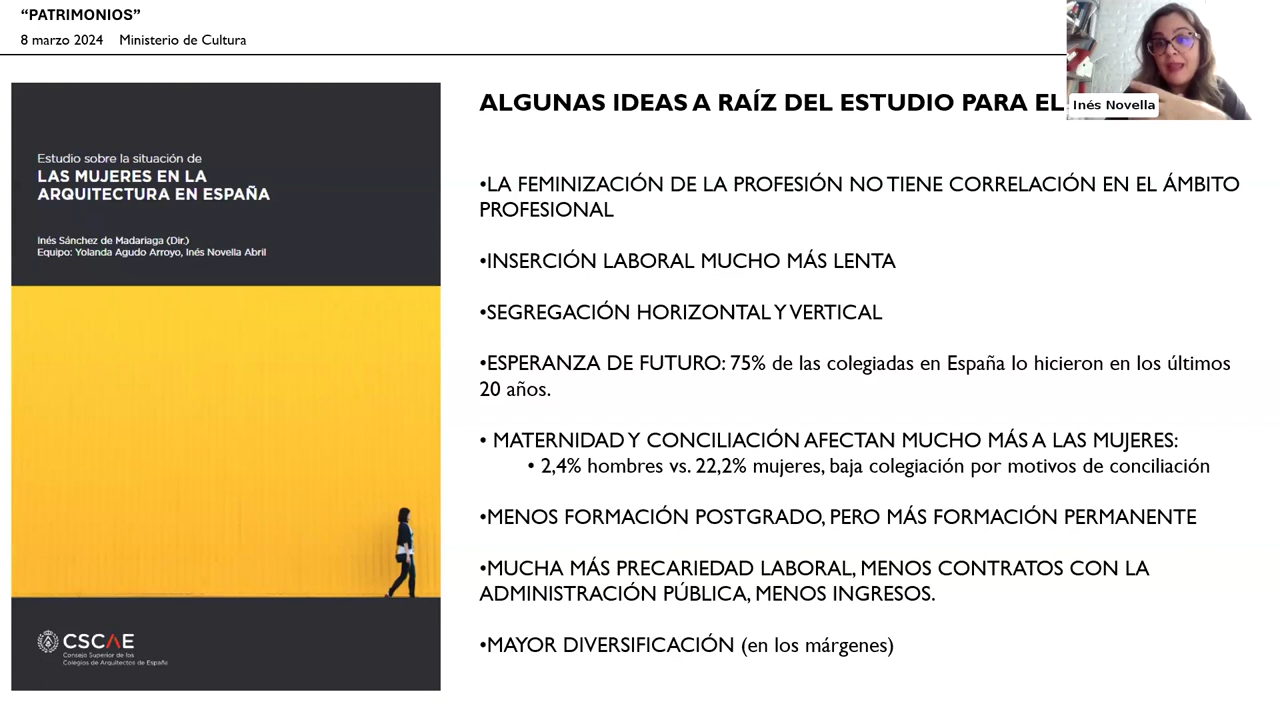 “PATRIMONIOS”
8 marzo 2024 Ministerio de Cultura
Inés Novella
Estudio sobre la situación de
LAS MUJERES EN LA
ARQUITECTURA EN ESPAÑA
Inés Sánchez de Madariaga (Dir.)
Equipo: Yolanda Agudo Arroyo, Inés Novella Abril
CSCAE
Consejo Superior de los
Colegios de Arquitectos de España
ALGUNAS IDEAS A RAÍZ DEL ESTUDIO PARA EL
•LA FEMINIZACIÓN DE LA PROFESIÓN NO TIENE CORRELACIÓN EN EL ÁMBITO
PROFESIONAL
•INSERCIÓN LABORAL MUCHO MÁS LENTA
•SEGREGACIÓN HORIZONTAL Y VERTICAL
•ESPERANZA DE FUTURO: 75% de las colegiadas en España lo hicieron en los últimos
20 años.
• MATERNIDAD Y CONCILIACIÓN AFECTAN MUCHO MÁS A LAS MUJERES:
• 2,4% hombres vs. 22,2% mujeres, baja colegiación por motivos de conciliación
•MENOS FORMACIÓN POSTGRADO, PERO MÁS FORMACIÓN PERMANENTE
•MUCHA MÁS PRECARIEDAD LABORAL, MENOS CONTRATOS CON LA
ADMINISTRACIÓN PÚBLICA, MENOS INGRESOS.
•MAYOR DIVERSIFICACIÓN (en los márgenes)